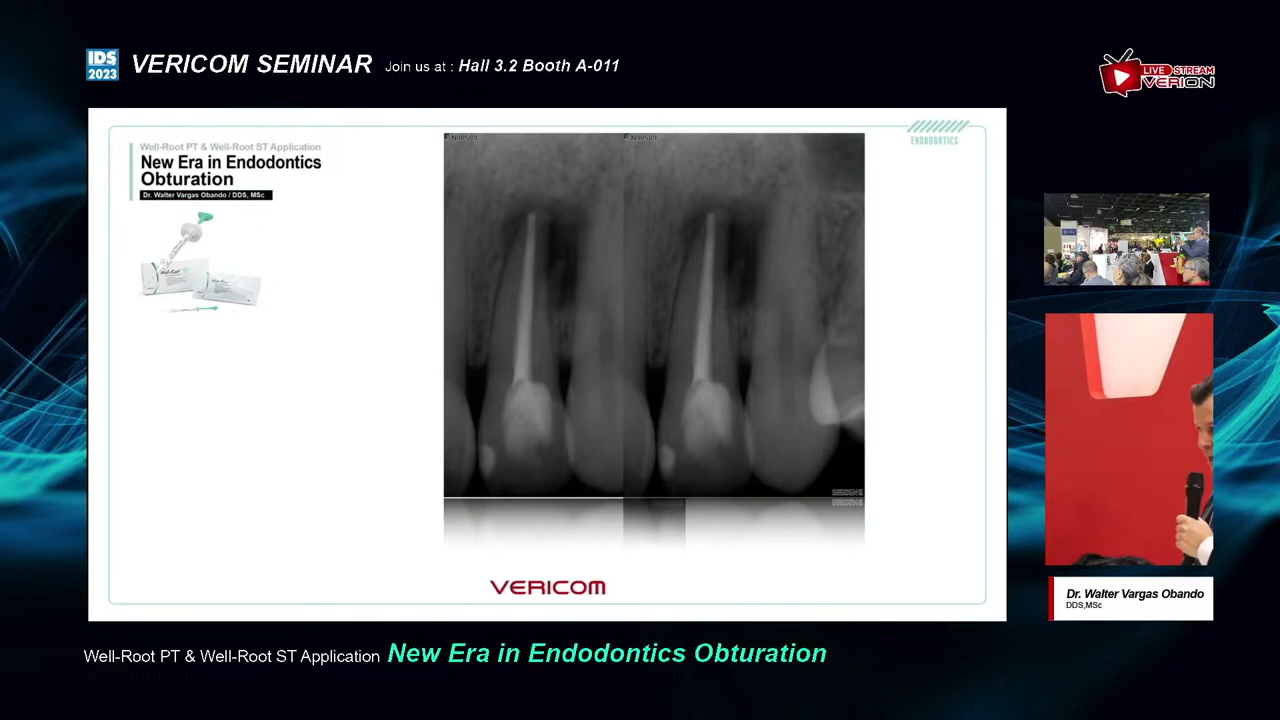 IDS
2023
VERICOM SEMINAR Join us at : Hall 3.2 Booth A-011
LIVE STREAM
VERION
Well-Root PT & Well-Root ST Application
New Era in Endodontics
Obturation
Dr. Walter Vargas Obando / DDS, MSc
ENDODONTICS
Well-Root
VERICOM
Dr. Walter Vargas Obando
DDS,MSc
Well-Root PT & Well-Root ST Application New Era in Endodontics Obturation